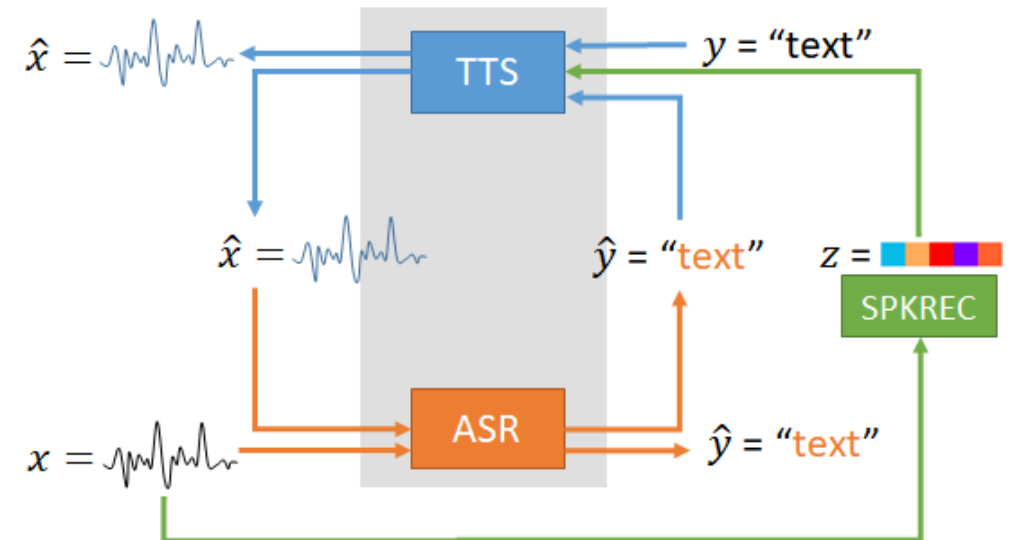 x̂ =
TTS
y = “text”
x̂ =
ŷ = “text”
z =
SPKREC
x =
ASR
ŷ = “text”